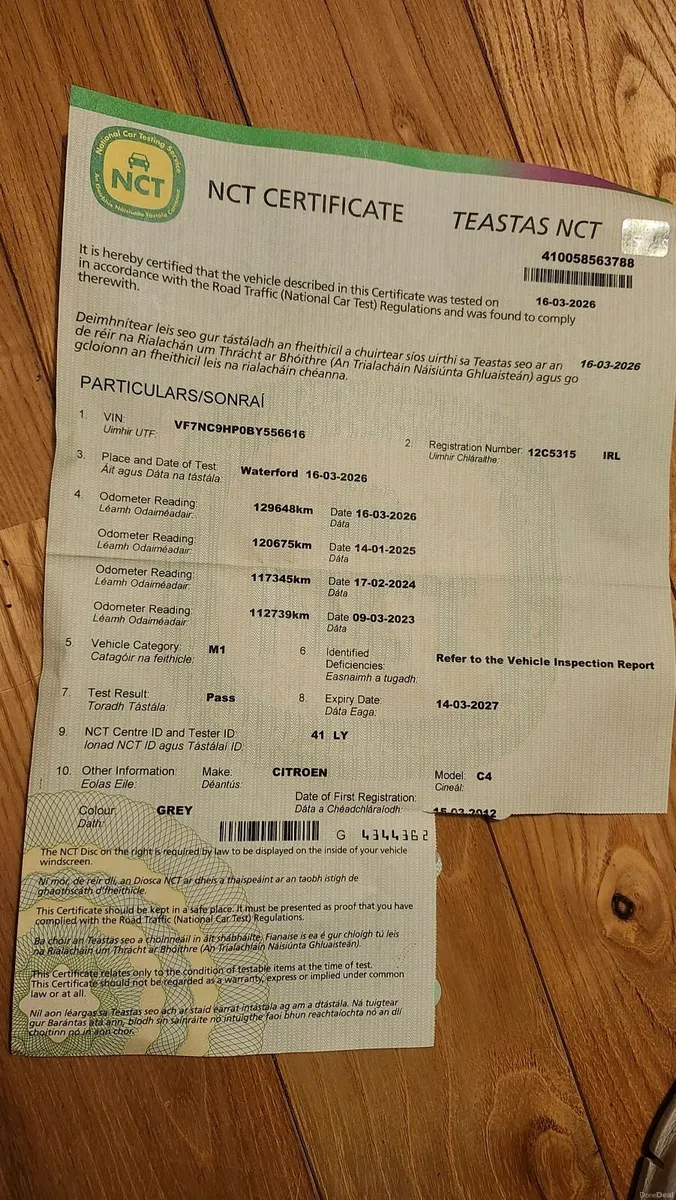 National Car Testing Service
NCT
An tSeirbhís Náisiúnta Tástála Carranna
NCT CERTIFICATE TEASTAS NCT
410058563788
It is hereby certified that the vehicle described in this Certificate was tested on 16-03-2026
in accordance with the Road Traffic (National Car Test) Regulations and was found to comply
therewith.
Deimhnítear leis seo gur tástáladh an fheithicil a chuirtear síos uirthi sa Teastas seo ar an 16-03-2026
de réir na Rialachán um Thrácht ar Bhóithre (An Trialacháin Náisiúnta Ghluaisteán) agus go
gcloíonn an fheithicil leis na rialacháin chéanna.
PARTICULARS/SONRAÍ
1. VIN: VF7NC9HP0BY556616 2. Registration Number: 12C5315 IRL
Uimhir UTF: Uimhir Chláraithe:
3. Place and Date of Test: Waterford 16-03-2026
Áit agus Dáta na tástála:
4. Odometer Reading: 129648km Date 16-03-2026
Léamh Odaiméadair: Dáta
Odometer Reading: 120675km Date 14-01-2025
Léamh Odaiméadair: Dáta
Odometer Reading: 117345km Date 17-02-2024
Léamh Odaiméadair: Dáta
Odometer Reading: 112739km Date 09-03-2023
Léamh Odaiméadair: Dáta
5. Vehicle Category: M1 6. Identified Deficiencies: Refer to the Vehicle Inspection Report
Catagóir na feithicle: Easnaimh a tugadh:
7. Test Result: Pass 8. Expiry Date: 14-03-2027
Toradh Tástála: Dáta Éaga:
9. NCT Centre ID and Tester ID: 41 LY
Ionad NCT ID agus Tástálaí ID:
10. Other Information: Make: CITROEN Model: C4
Eolas Eile: Déantús: Cineál:
Colour: GREY Date of First Registration: 15-03-2012
Dath: Dáta a Chéadchláraíodh:
G 4344362
The NCT Disc on the right is required by law to be displayed on the inside of your vehicle
windscreen.
Ní mór, de réir dlí, an Diosca NCT ar dheis a thaispeáint ar an taobh istigh de
ghaothscáth d'fheithicle.
This Certificate should be kept in a safe place. It must be presented as proof that you have
complied with the Road Traffic (National Car Test) Regulations.
Ba chóir an Teastas seo a choinneáil in áit shábháilte. Fianaise is ea é gur chloígh tú leis
na Rialacháin um Thrácht ar Bhóithre (An Trialacháin Náisiúnta Ghluaisteán).
This Certificate relates only to the condition of testable items at the time of test.
This Certificate should not be regarded as a warranty, express or implied under common
law or at all.
Níl aon léargas sa Teastas seo ach ar staid earraí intástála ag am a dtástála. Ná tuigtear
gur Barántas atá ann, bíodh sin sainráite nó intuigthe faoi bhun reachtaíochta nó an dlí
choitinn nó in aon chor.
DoneDeal